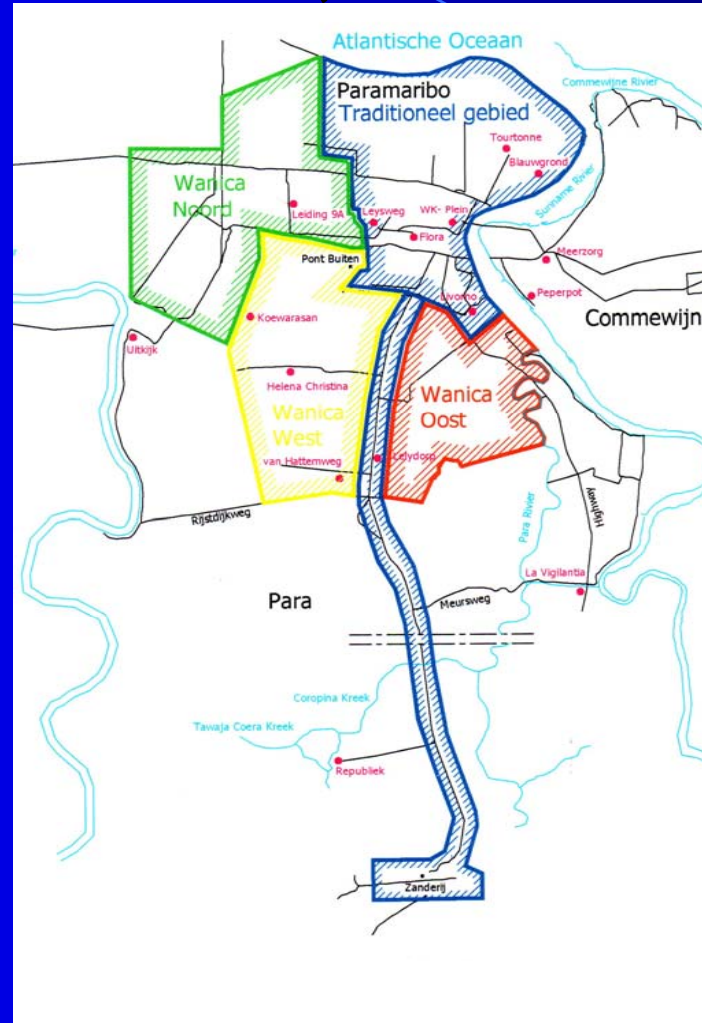 Atlantische Oceaan
Commewijne Rivier
Paramaribo
Traditioneel gebied
Tourtonne
Blauwgrond
Wanica
Noord
Suriname Rivier
Leiding 9A
Leysweg
WK- Plein
Flora
Pont Buiten
Meerzorg
Peperpot
Livorno
Koewarasan
Commewijn
Uitkijk
Helena Christina
Wanica
Oost
Wanica
West
van Hattemweg
Lelydorp
Rijstdijkweg
Para Rivier
Highway
La Vigilantia
Para
Meursweg
Coropina Kreek
Tawaja Coera Kreek
Republiek
Zanderij